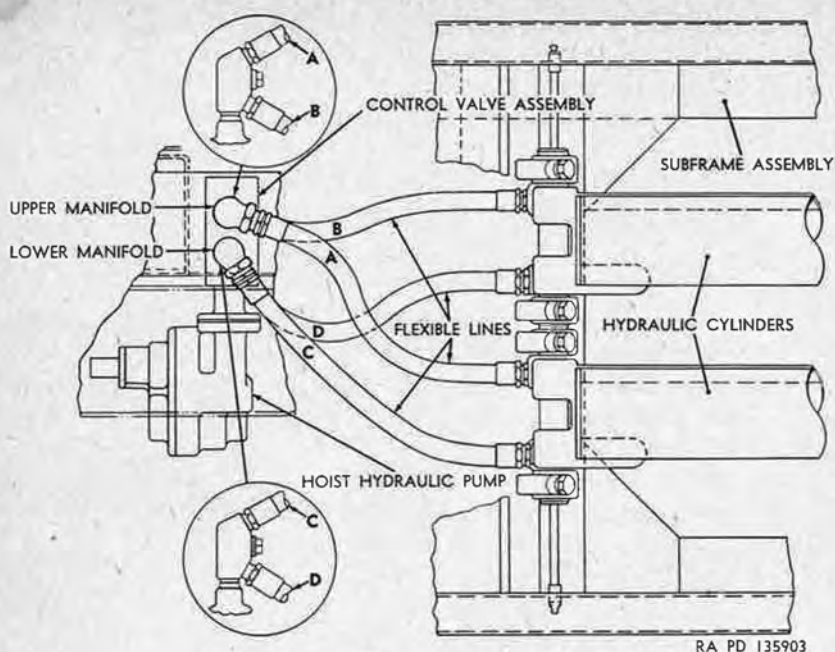 A
B
CONTROL VALVE ASSEMBLY
SUBFRAME ASSEMBLY
UPPER MANIFOLD
LOWER MANIFOLD
B
A
D
C
FLEXIBLE LINES
HYDRAULIC CYLINDERS
HOIST HYDRAULIC PUMP
C
D
RA PD 135903